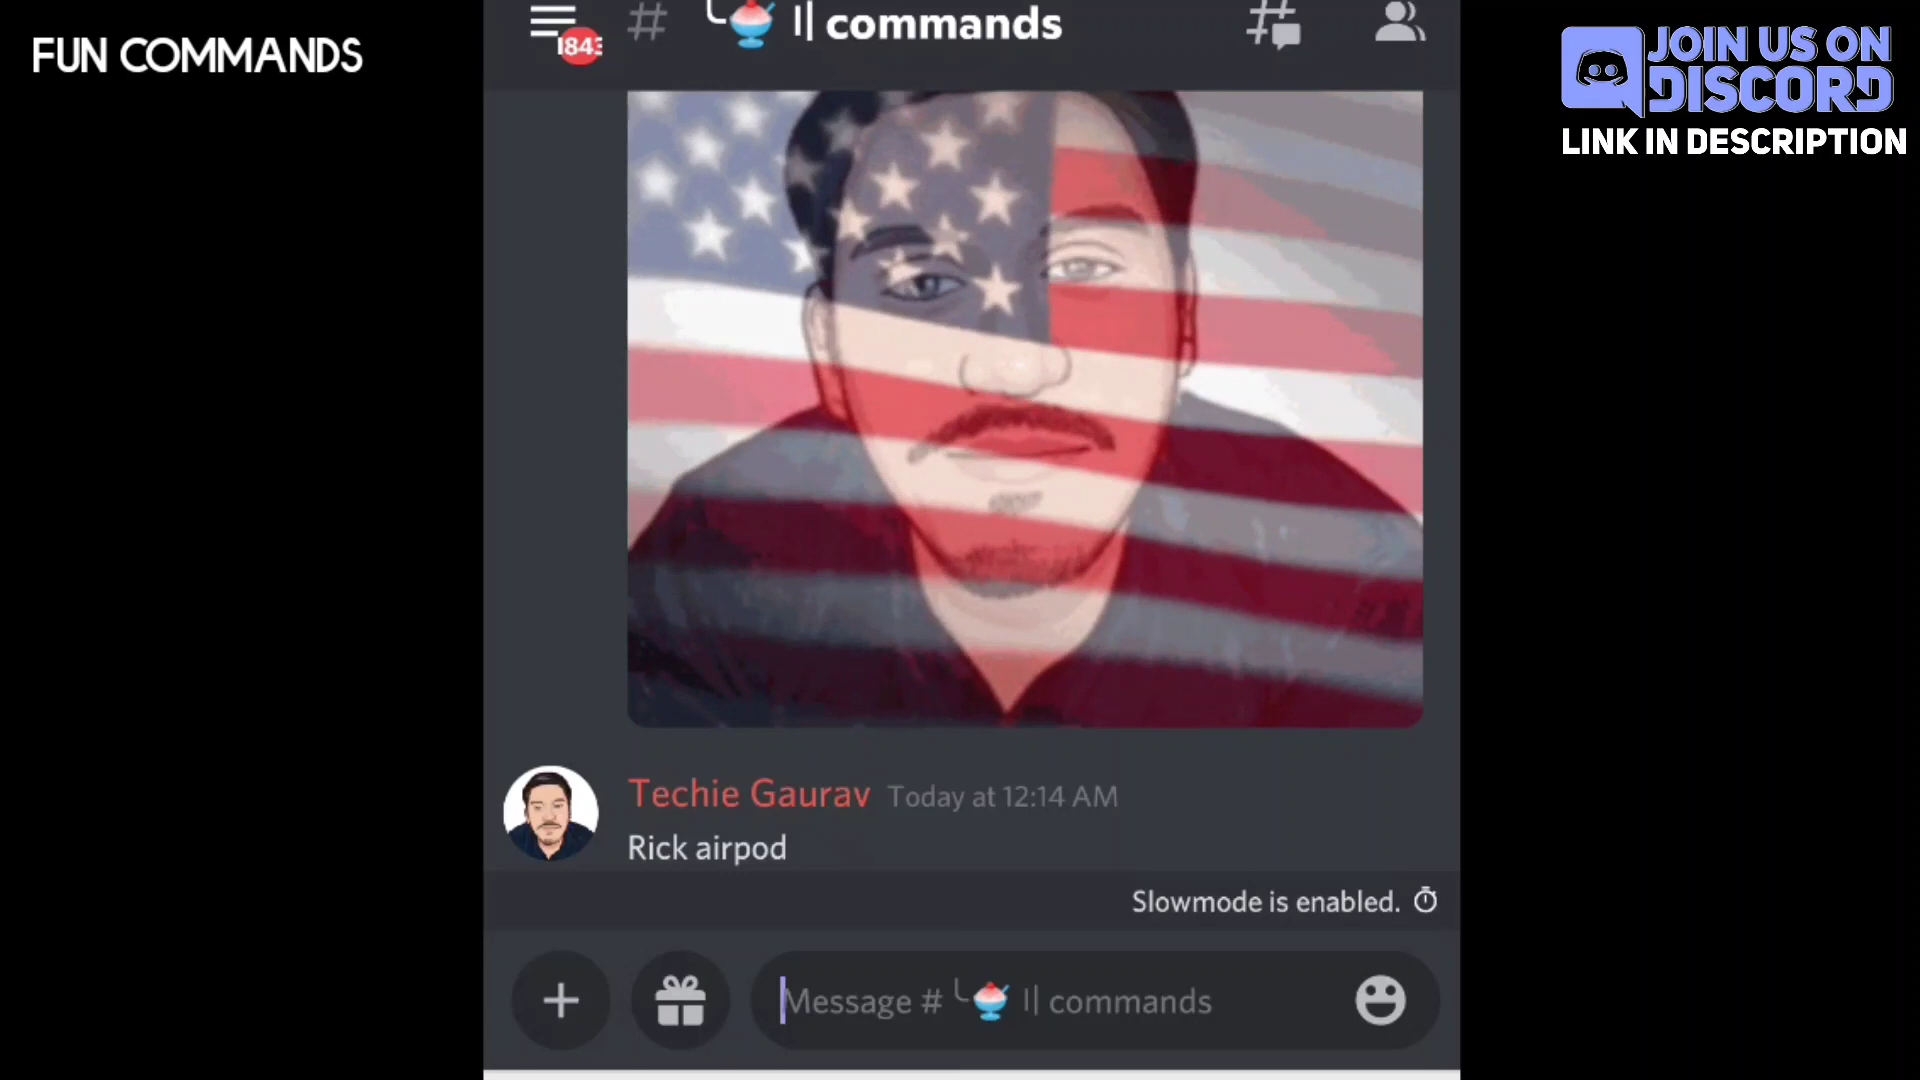 FUN COMMANDS
# 🍧 || commands
1843
JOIN US ON
DISCORD
LINK IN DESCRIPTION
Techie Gaurav Today at 12:14 AM
Rick airpod
Slowmode is enabled.
Message # 🍧 || commands